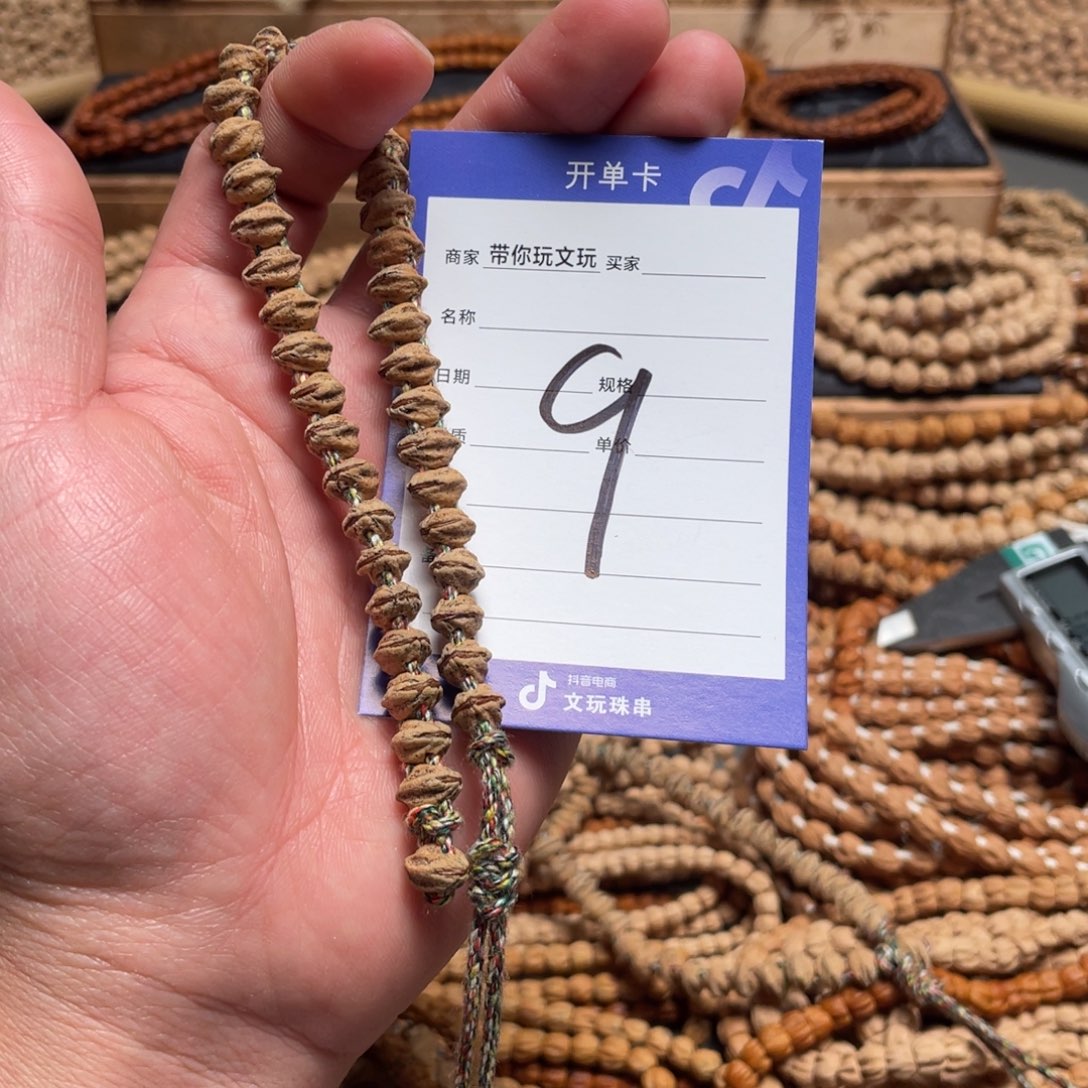 开单卡
商家 带你玩文玩 买家
名称
日期 规格
质 单价
9
抖音电商
文玩珠串